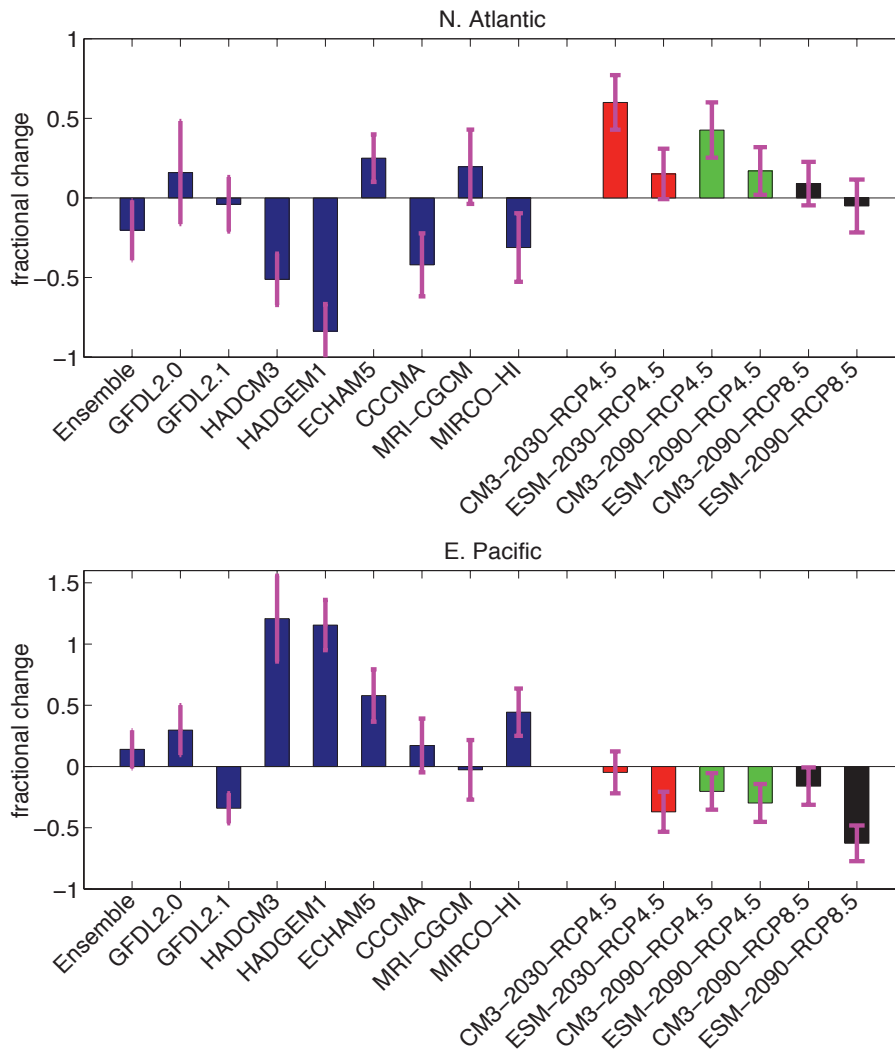 N. Atlantic
1
0.5
0
−0.5
−1
fractional change
Ensemble
GFDL2.0
GFDL2.1
HADCM3
HADGEM1
ECHAM5
CCCMA
MRI−CGCM
MIRCO−HI
CM3−2030−RCP4.5
ESM−2030−RCP4.5
CM3−2090−RCP4.5
ESM−2090−RCP4.5
CM3−2090−RCP8.5
ESM−2090−RCP8.5
E. Pacific
1.5
1
0.5
0
−0.5
−1
fractional change
Ensemble
GFDL2.0
GFDL2.1
HADCM3
HADGEM1
ECHAM5
CCCMA
MRI−CGCM
MIRCO−HI
CM3−2030−RCP4.5
ESM−2030−RCP4.5
CM3−2090−RCP4.5
ESM−2090−RCP4.5
CM3−2090−RCP8.5
ESM−2090−RCP8.5